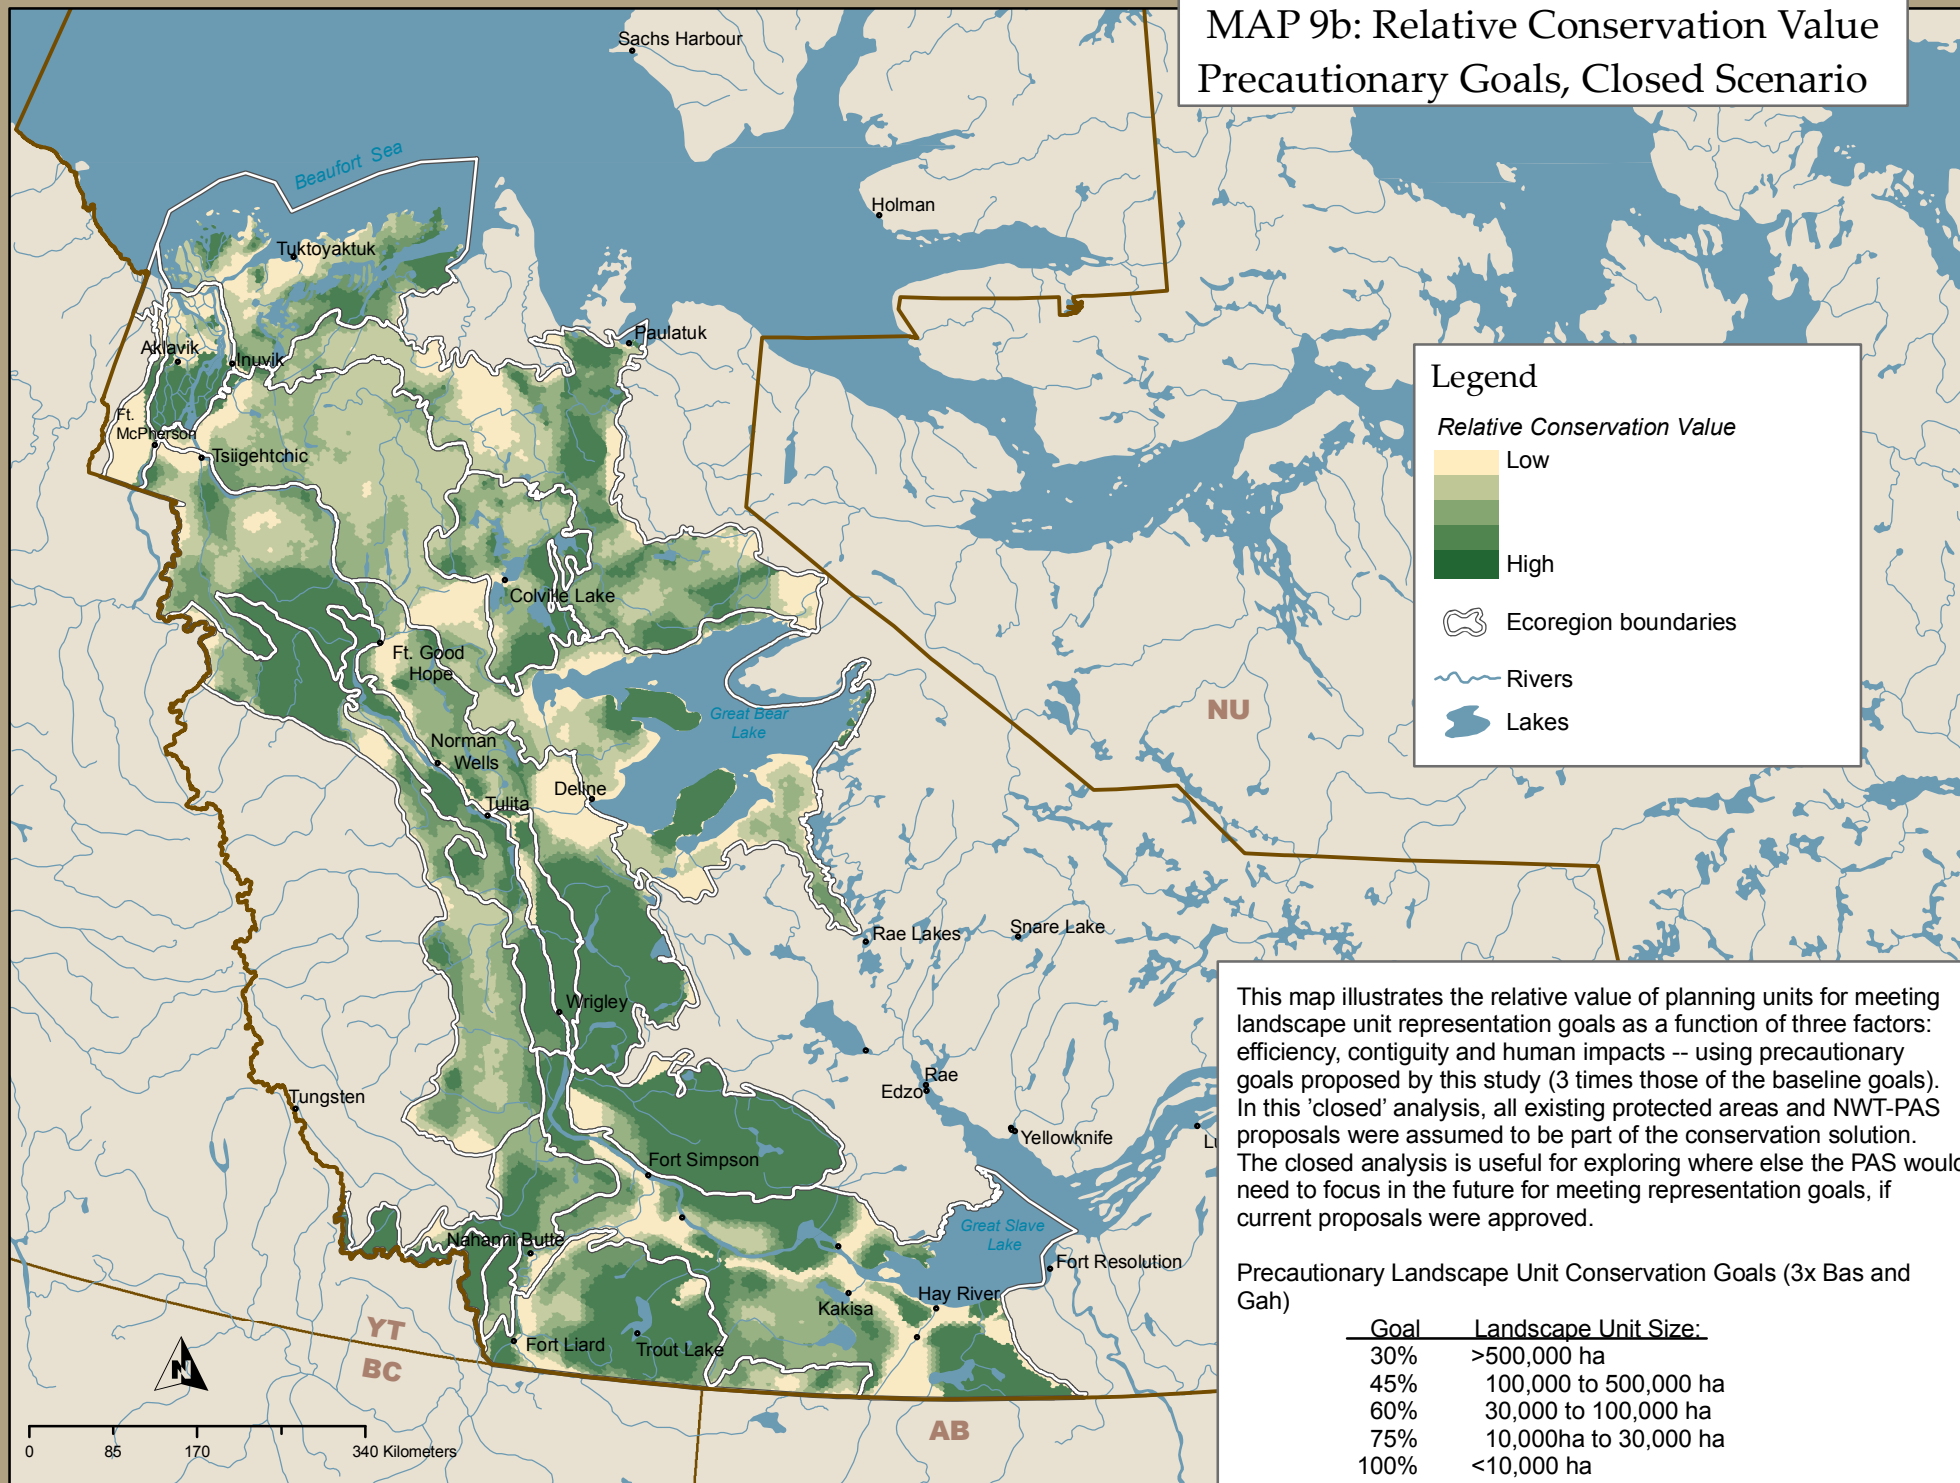 MAP 9b: Relative Conservation Value
Precautionary Goals, Closed Scenario
Sachs Harbour
Beaufort Sea
Holman
Tuktoyaktuk
Paulatuk
Aklavik
Inuvik
Ft.
McPherson
Tsiigehtchic
Colville Lake
Ft. Good
Hope
Great Bear
Lake
Norman
Wells
Deline
Tulita
NU
Rae Lakes
Snare Lake
Wrigley
Rae
Edzo
Tungsten
Yellowknife
Fort Simpson
Great Slave
Lake
Nahanni Butte
Fort Resolution
Kakisa
Hay River
Fort Liard
Trout Lake
YT
BC
AB
N
0
85
170
340 Kilometers
Legend
Relative Conservation Value
Low
High
Ecoregion boundaries
Rivers
Lakes
This map illustrates the relative value of planning units for meeting
landscape unit representation goals as a function of three factors:
efficiency, contiguity and human impacts -- using precautionary
goals proposed by this study (3 times those of the baseline goals).
In this 'closed' analysis, all existing protected areas and NWT-PAS
proposals were assumed to be part of the conservation solution.
The closed analysis is useful for exploring where else the PAS would
need to focus in the future for meeting representation goals, if
current proposals were approved.
Precautionary Landscape Unit Conservation Goals (3x Bas and
Gah)
Goal Landscape Unit Size:
30% >500,000 ha
45% 100,000 to 500,000 ha
60% 30,000 to 100,000 ha
75% 10,000ha to 30,000 ha
100% <10,000 ha